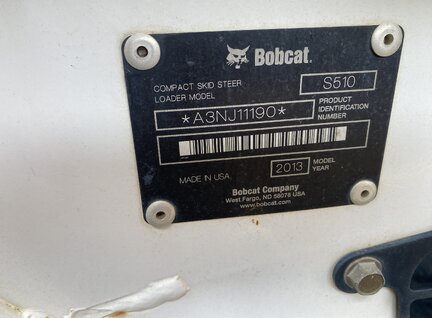 Bobcat.
COMPACT SKID STEER
LOADER MODEL
S510
*A3NJ11190*
PRODUCT
IDENTIFICATION
NUMBER
MADE IN U.S.A.
2013
MODEL
YEAR
Bobcat Company
West Fargo, ND 58078 USA
www.bobcat.com